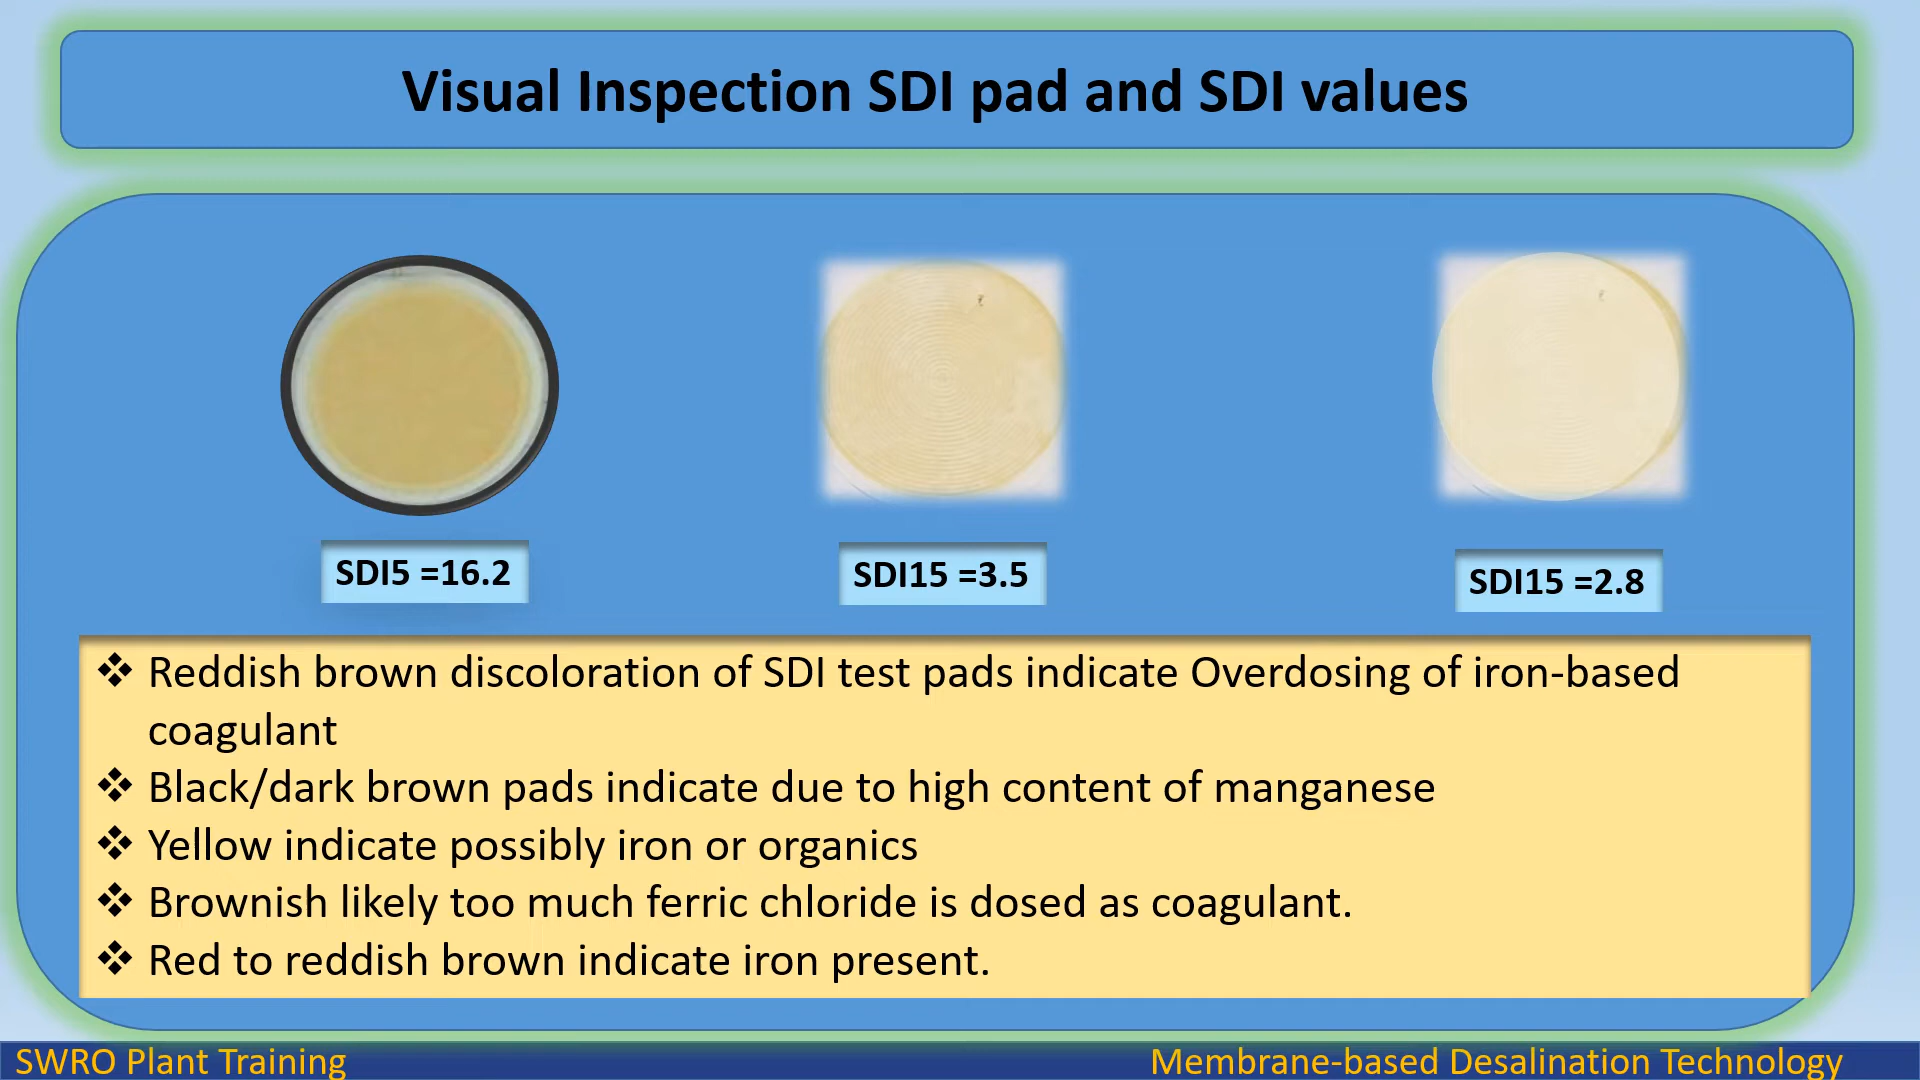 Visual Inspection SDI pad and SDI values
SDI5 =16.2
SDI15 =3.5
SDI15 =2.8
❖ Reddish brown discoloration of SDI test pads indicate Overdosing of iron-based
coagulant
❖ Black/dark brown pads indicate due to high content of manganese
❖ Yellow indicate possibly iron or organics
❖ Brownish likely too much ferric chloride is dosed as coagulant.
❖ Red to reddish brown indicate iron present.
SWRO Plant Training
Membrane-based Desalination Technology